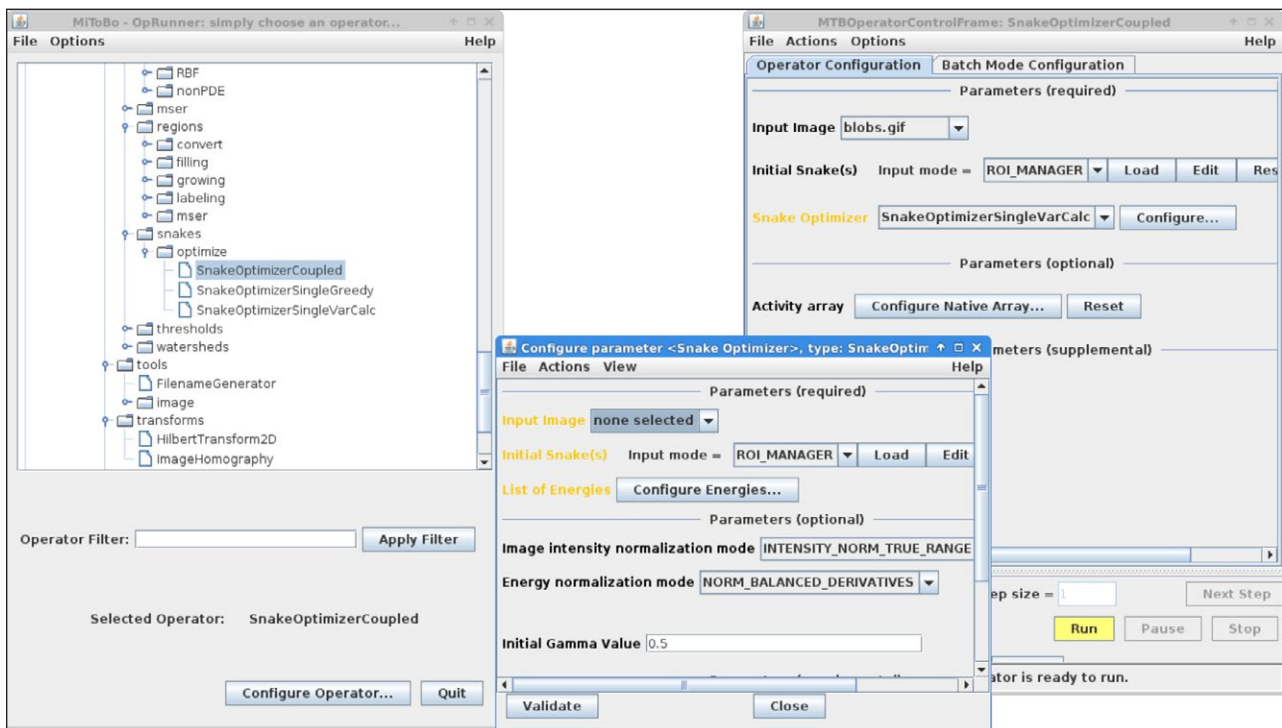 MiToBo - OpRunner: simply choose an operator...
File Options Help
RBF
nonPDE
mser
regions
convert
filling
growing
labeling
mser
snakes
optimize
SnakeOptimizerCoupled
SnakeOptimizerSingleGreedy
SnakeOptimizerSingleVarCalc
thresholds
watersheds
tools
FilenameGenerator
image
transforms
HilbertTransform2D
ImageHomography
Operator Filter: Apply Filter
Selected Operator: SnakeOptimizerCoupled
Configure Operator... Quit
MTBOperatorControlFrame: SnakeOptimizerCoupled
File Actions Options Help
Operator Configuration Batch Mode Configuration
Parameters (required)
Input Image blobs.gif
Initial Snake(s) Input mode = ROI_MANAGER Load Edit Res
Snake Optimizer SnakeOptimizerSingleVarCalc Configure...
Parameters (optional)
Activity array Configure Native Array... Reset
meters (supplemental)
ep size = 1 Next Step
Run Pause Stop
ator is ready to run.
Configure parameter <Snake Optimizer>, type: SnakeOptim
File Actions View Help
Parameters (required)
Input Image none selected
Initial Snake(s) Input mode = ROI_MANAGER Load Edit
List of Energies Configure Energies...
Parameters (optional)
Image intensity normalization mode INTENSITY_NORM_TRUE_RANGE
Energy normalization mode NORM_BALANCED_DERIVATIVES
Initial Gamma Value 0.5
Validate Close